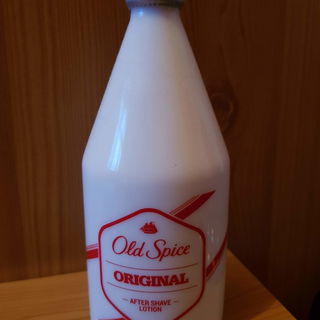 Old Spice
ORIGINAL
— AFTER SHAVE —
LOTION